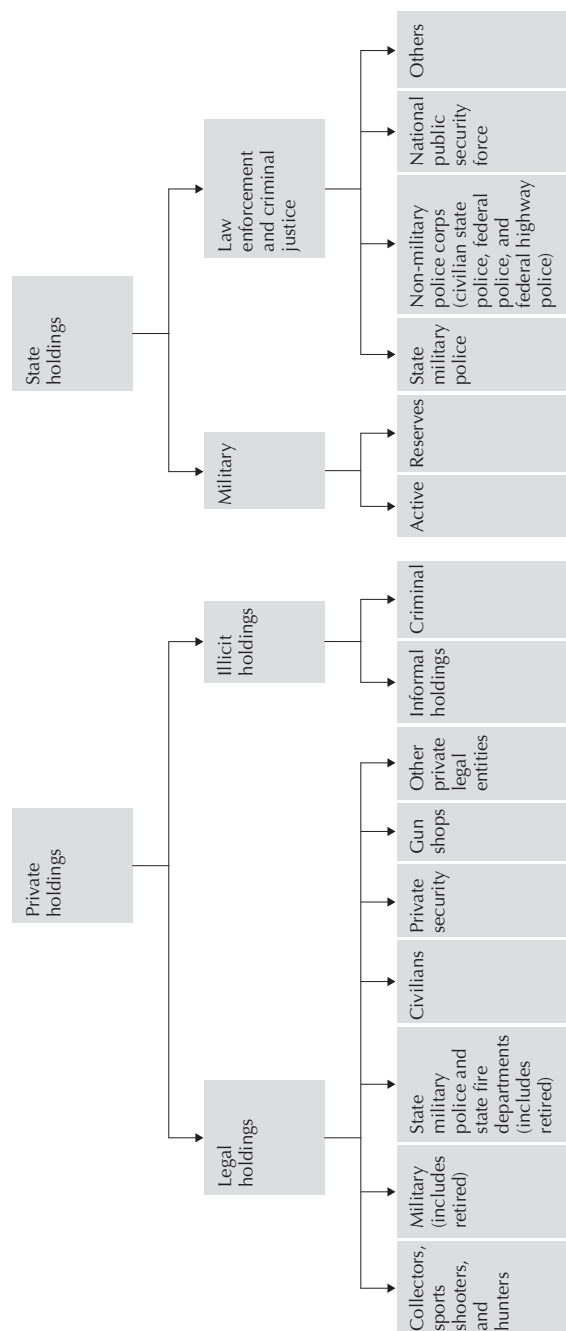 Private
holdings
State
holdings
Legal
holdings
Illicit
holdings
Military
Law
enforcement
and criminal
justice
Collectors,
sports
shooters,
and
hunters
Military
(includes
retired)
State
military
police and
state fire
departments
(includes
retired)
Civilians
Private
security
Gun
shops
Other
private
legal
entities
Informal
holdings
Criminal
Active
Reserves
State
military
police
Non-military
police corps
(civilian state
police, federal
police, and
federal highway
police)
National
public
security
force
Others